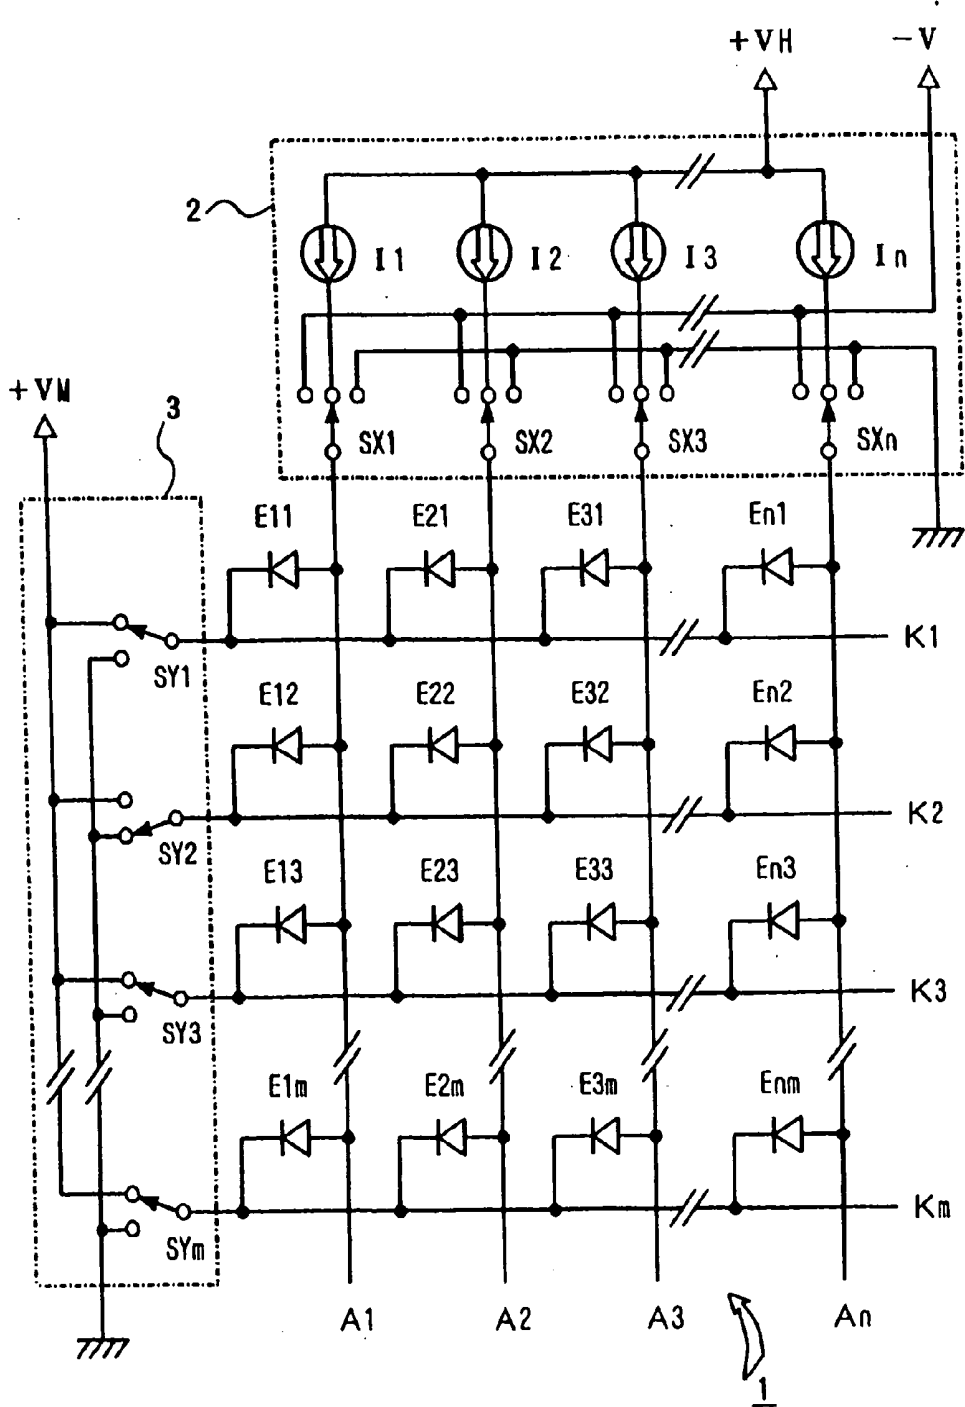 +VH -V
2
I1 I2 I3 In
+VM
3
SX1 SX2 SX3 SXn
E11 E21 E31 En1
K1
SY1
E12 E22 E32 En2
K2
SY2
E13 E23 E33 En3
K3
SY3
E1m E2m E3m Enm
Km
SYm
A1 A2 A3 An
1